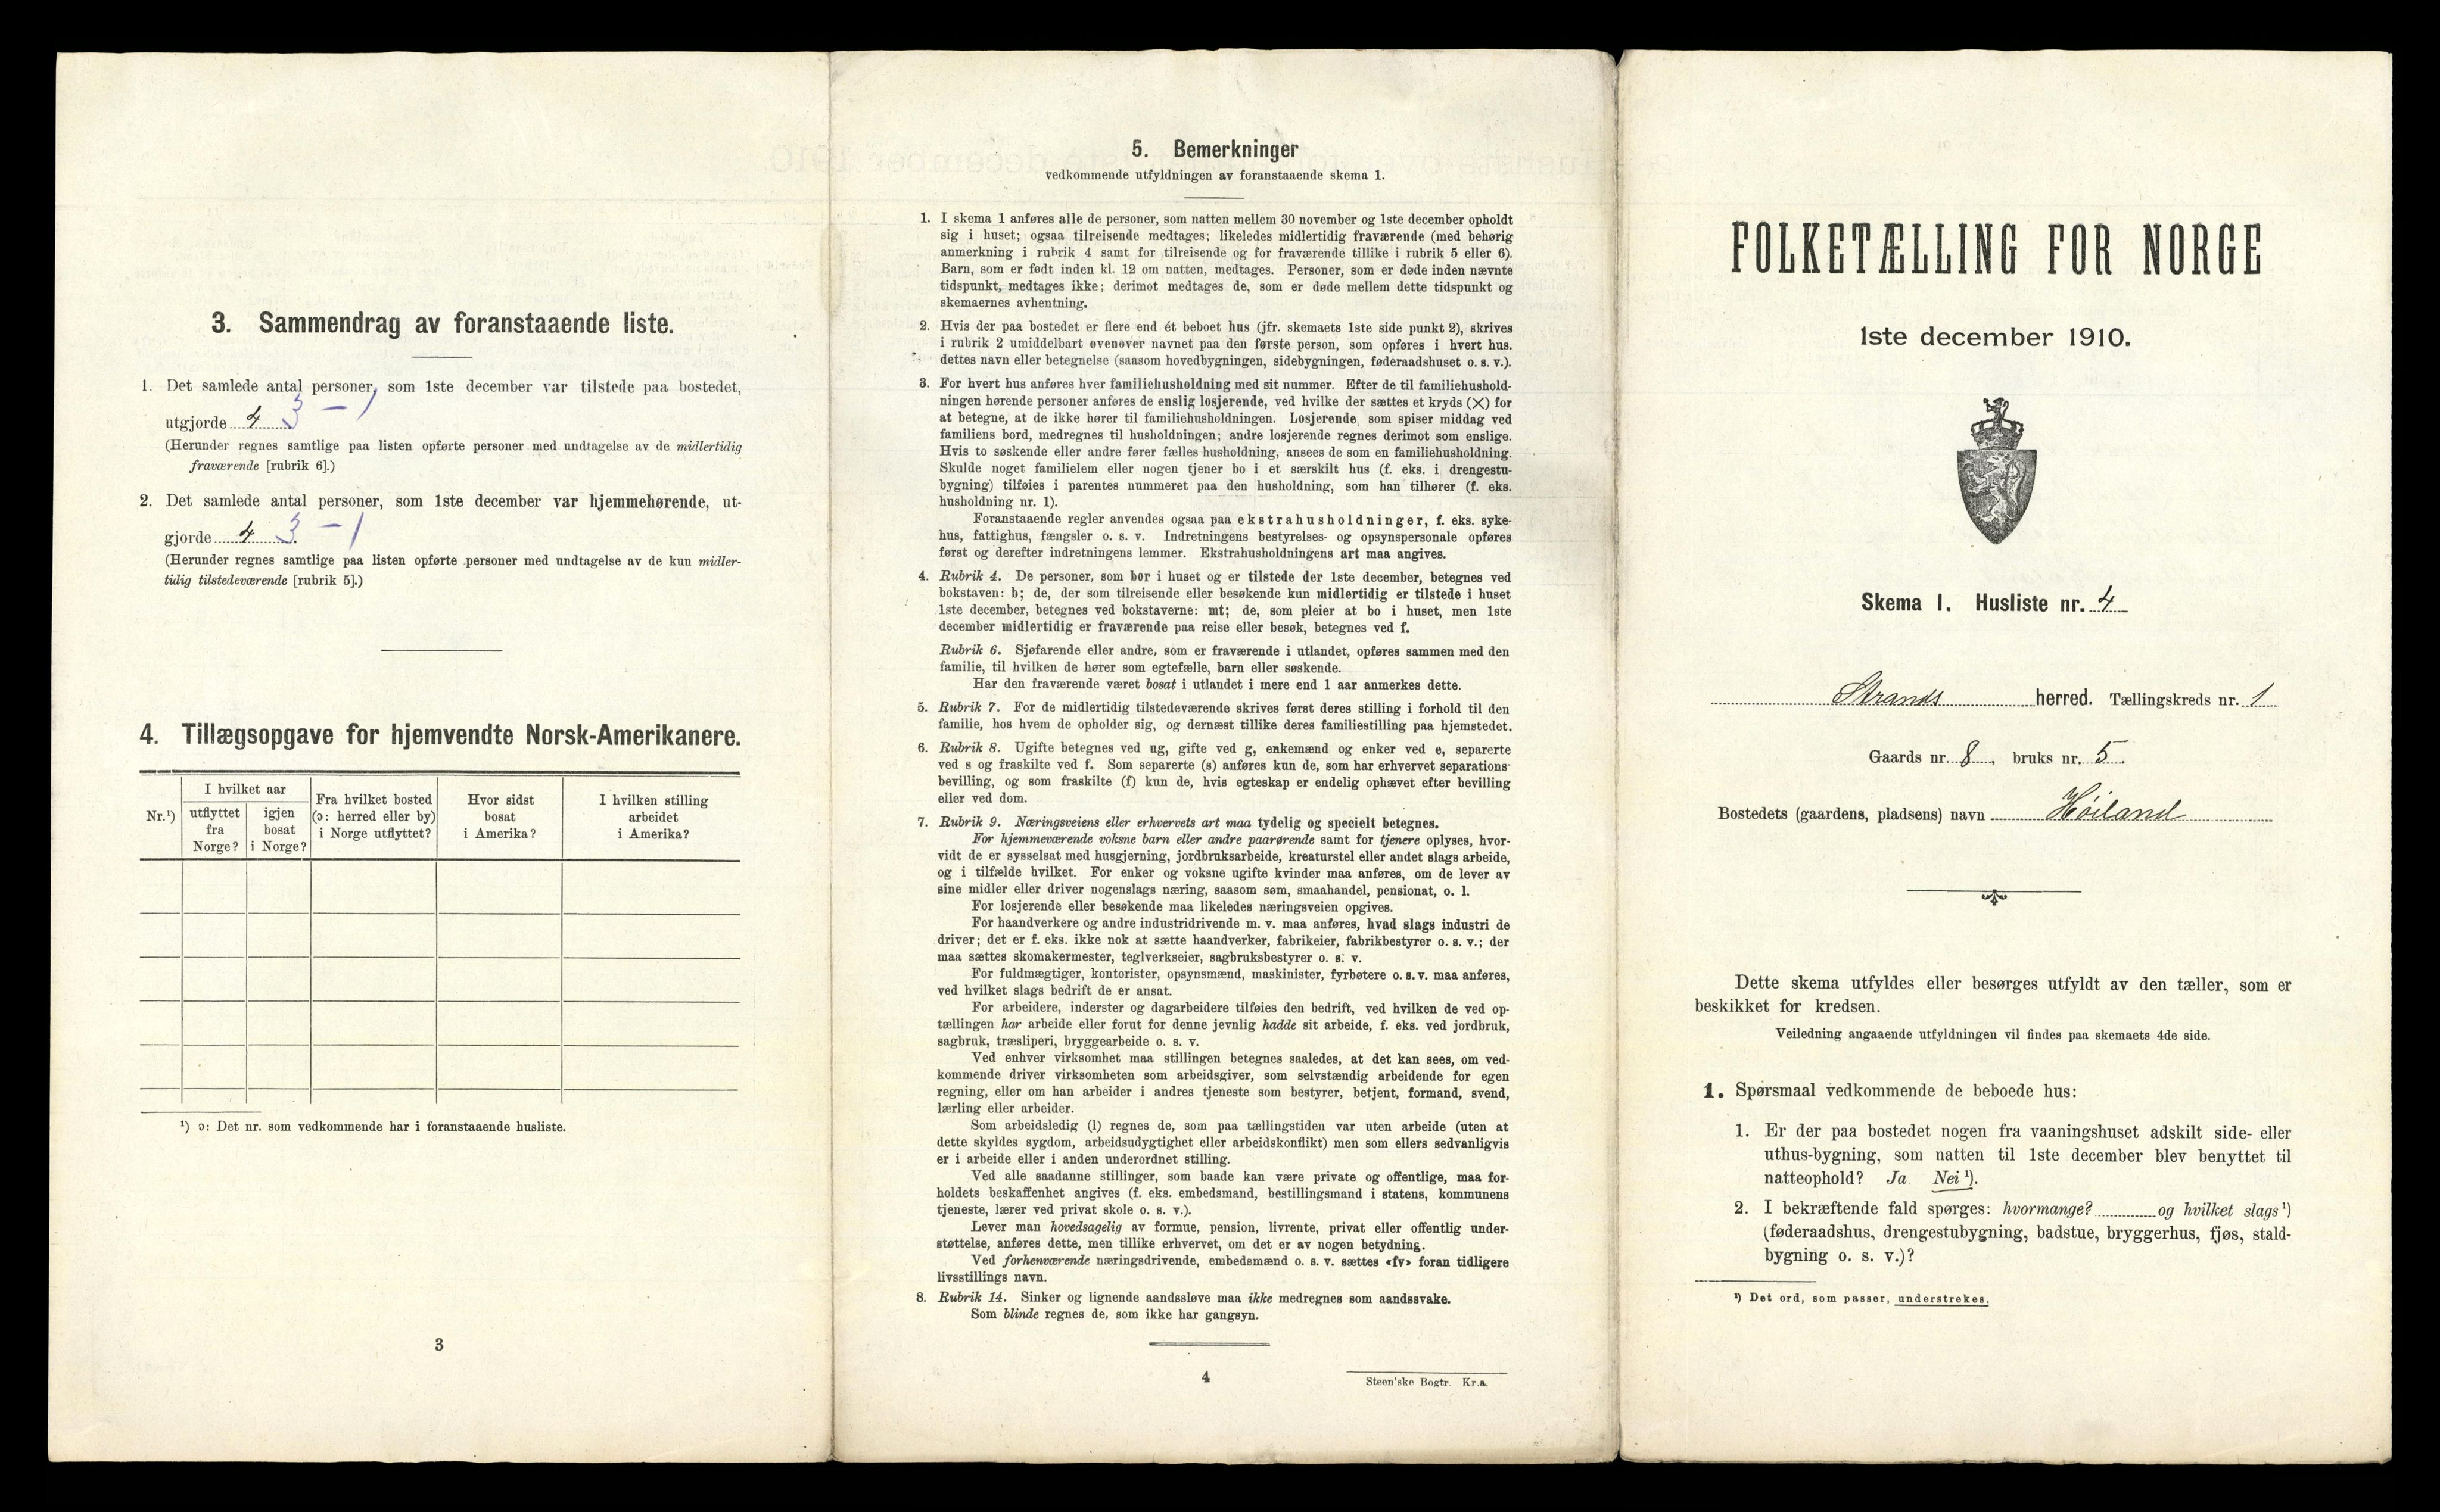 3. Sammendrag av foranstaaende liste.
1. Det samlede antal personer, som 1ste december var tilstede paa bostedet,
utgjorde 4 3 – 1
(Herunder regnes samtlige paa listen opførte personer med undtagelse av de midlertidig
fraværende [rubrik 6].)
2. Det samlede antal personer, som 1ste december var hjemmehørende, ut-
gjorde 4 3 – 1
(Herunder regnes samtlige paa listen opførte personer med undtagelse av de kun midler-
tidig tilstedeværende [rubrik 5].)
4. Tillægsopgave for hjemvendte Norsk-Amerikanere.
Nr.¹)
I hvilket aar
utflyttet
fra
Norge?
igjen
bosat
i Norge?
Fra hvilket bosted
(ɔ: herred eller by)
i Norge utflyttet?
Hvor sidst
bosat
i Amerika?
I hvilken stilling
arbeidet
i Amerika?
¹) ɔ: Det nr. som vedkommende har i foranstaaende husliste.
3
5. Bemerkninger
vedkommende utfyldningen av foranstaaende skema 1.
1. I skema 1 anføres alle de personer, som natten mellem 30 november og 1ste december opholdt
sig i huset; ogsaa tilreisende medtages; likeledes midlertidig fraværende (med behørig
anmerkning i rubrik 4 samt for tilreisende og for fraværende tillike i rubrik 5 eller 6).
Barn, som er født inden kl. 12 om natten, medtages. Personer, som er døde inden nævnte
tidspunkt, medtages ikke; derimot medtages de, som er døde mellem dette tidspunkt og
skemaernes avhentning.
2. Hvis der paa bostedet er flere end ét beboet hus (jfr. skemaets 1ste side punkt 2), skrives
i rubrik 2 umiddelbart ovenover navnet paa den første person, som opføres i hvert hus.
dettes navn eller betegnelse (saasom hovedbygningen, sidebygningen, føderaadshuset o. s. v.).
3. For hvert hus anføres hver familiehusholdning med sit nummer. Efter de til familiehushold-
ningen hørende personer anføres de enslig losjerende, ved hvilke der sættes et kryds (×) for
at betegne, at de ikke hører til familiehusholdningen. Losjerende, som spiser middag ved
familiens bord, medregnes til husholdningen; andre losjerende regnes derimot som enslige.
Hvis to søskende eller andre fører fælles husholdning, ansees de som en familiehusholdning.
Skulde noget familielem eller nogen tjener bo i et særskilt hus (f. eks. i drengestu-
bygning) tilføies i parentes nummeret paa den husholdning, som han tilhører (f. eks.
husholdning nr. 1).
Foranstaaende regler anvendes ogsaa paa ekstrahusholdninger, f. eks. syke-
hus, fattighus, fængsler o. s. v. Indretningens bestyrelses- og opsynspersonale opføres
først og derefter indretningens lemmer. Ekstrahusholdningens art maa angives.
4. Rubrik 4. De personer, som bor i huset og er tilstede der 1ste december, betegnes ved
bokstaven: b; de, der som tilreisende eller besøkende kun midlertidig er tilstede i huset
1ste december, betegnes ved bokstaverne: mt; de, som pleier at bo i huset, men 1ste
december midlertidig er fraværende paa reise eller besøk, betegnes ved f.
Rubrik 6. Sjøfarende eller andre, som er fraværende i utlandet, opføres sammen med den
familie, til hvilken de hører som egtefælle, barn eller søskende.
Har den fraværende været bosat i utlandet i mere end 1 aar anmerkes dette.
5. Rubrik 7. For de midlertidig tilstedeværende skrives først deres stilling i forhold til den
familie, hos hvem de opholder sig, og dernæst tillike deres familiestilling paa hjemstedet.
6. Rubrik 8. Ugifte betegnes ved ug, gifte ved g, enkemænd og enker ved e, separerte
ved s og fraskilte ved f. Som separerte (s) anføres kun de, som har erhvervet separations-
bevilling, og som fraskilte (f) kun de, hvis egteskap er endelig ophævet efter bevilling
eller ved dom.
7. Rubrik 9. Næringsveiens eller erhvervets art maa tydelig og specielt betegnes.
For hjemmeværende voksne barn eller andre paarørende samt for tjenere oplyses, hvor-
vidt de er sysselsat med husgjerning, jordbruksarbeide, kreaturstel eller andet slags arbeide,
og i tilfælde hvilket. For enker og voksne ugifte kvinder maa anføres, om de lever av
sine midler eller driver nogenslags næring, saasom søm, smaahandel, pensionat, o. l.
For losjerende eller besøkende maa likeledes næringsveien opgives.
For haandverkere og andre industridrivende m. v. maa anføres, hvad slags industri de
driver; det er f. eks. ikke nok at sætte haandverker, fabrikeier, fabrikbestyrer o. s. v.; der
maa sættes skomakermester, teglverkseier, sagbruksbestyrer o. s. v.
For fuldmægtiger, kontorister, opsynsmænd, maskinister, fyrbøtere o. s. v. maa anføres,
ved hvilket slags bedrift de er ansat.
For arbeidere, inderster og dagarbeidere tilføies den bedrift, ved hvilken de ved op-
tællingen har arbeide eller forut for denne jevnlig hadde sit arbeide, f. eks. ved jordbruk,
sagbruk, træsliperi, bryggearbeide o. s. v.
Ved enhver virksomhet maa stillingen betegnes saaledes, at det kan sees, om ved-
kommende driver virksomheten som arbeidsgiver, som selvstændig arbeidende for egen
regning, eller om han arbeider i andres tjeneste som bestyrer, betjent, formand, svend,
lærling eller arbeider.
Som arbeidsledig (l) regnes de, som paa tællingstiden var uten arbeide (uten at
dette skyldes sygdom, arbeidsudygtighet eller arbeidskonflikt) men som ellers sedvanligvis
er i arbeide eller i anden underordnet stilling.
Ved alle saadanne stillinger, som baade kan være private og offentlige, maa for-
holdets beskaffenhet angives (f. eks. embedsmand, bestillingsmand i statens, kommunens
tjeneste, lærer ved privat skole o. s. v.).
Lever man hovedsagelig av formue, pension, livrente, privat eller offentlig under-
støttelse, anføres dette, men tillike erhvervet, om det er av nogen betydning.
Ved forhenværende næringsdrivende, embedsmænd o. s. v. sættes «fv» foran tidligere
livsstillings navn.
8. Rubrik 14. Sinker og lignende aandssløve maa ikke medregnes som aandssvake.
Som blinde regnes de, som ikke har gangsyn.
4
Steen'ske Bogtr. Kr.a.
FOLKETÆLLING FOR NORGE
1ste december 1910.
Skema 1. Husliste nr. 4
Strands herred. Tællingskreds nr. 1
Gaards nr. 8, bruks nr. 5.
Bostedets (gaardens, pladsens) navn Høiland
Dette skema utfyldes eller besørges utfyldt av den tæller, som er
beskikket for kredsen.
Veiledning angaaende utfyldningen vil findes paa skemaets 4de side.
1. Spørsmaal vedkommende de beboede hus:
1. Er der paa bostedet nogen fra vaaningshuset adskilt side- eller
uthus-bygning, som natten til 1ste december blev benyttet til
natteophold? Ja Nei ¹).
2. I bekræftende fald spørges: hvormange? og hvilket slags ¹)
(føderaadshus, drengestubygning, badstue, bryggerhus, fjøs, stald-
bygning o. s. v.)?
¹) Det ord, som passer, understrekes.